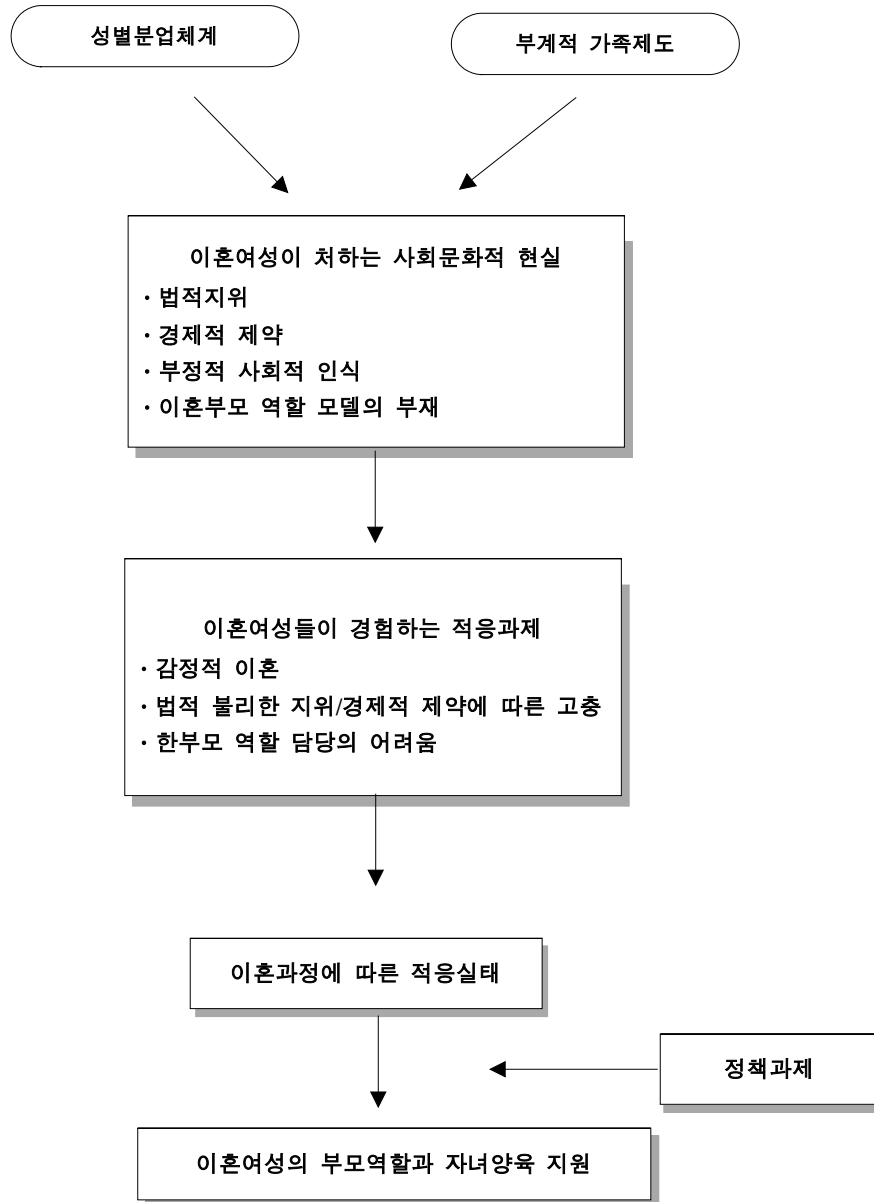 성별분업체계
부계적 가족제도
이혼여성이 처하는 사회문화적 현실
· 법적지위
· 경제적 제약
· 부정적 사회적 인식
· 이혼부모 역할 모델의 부재
이혼여성들이 경험하는 적응과제
· 감정적 이혼
· 법적 불리한 지위/경제적 제약에 따른 고충
· 한부모 역할 담당의 어려움
이혼과정에 따른 적응실태
정책과제
이혼여성의 부모역할과 자녀양육 지원